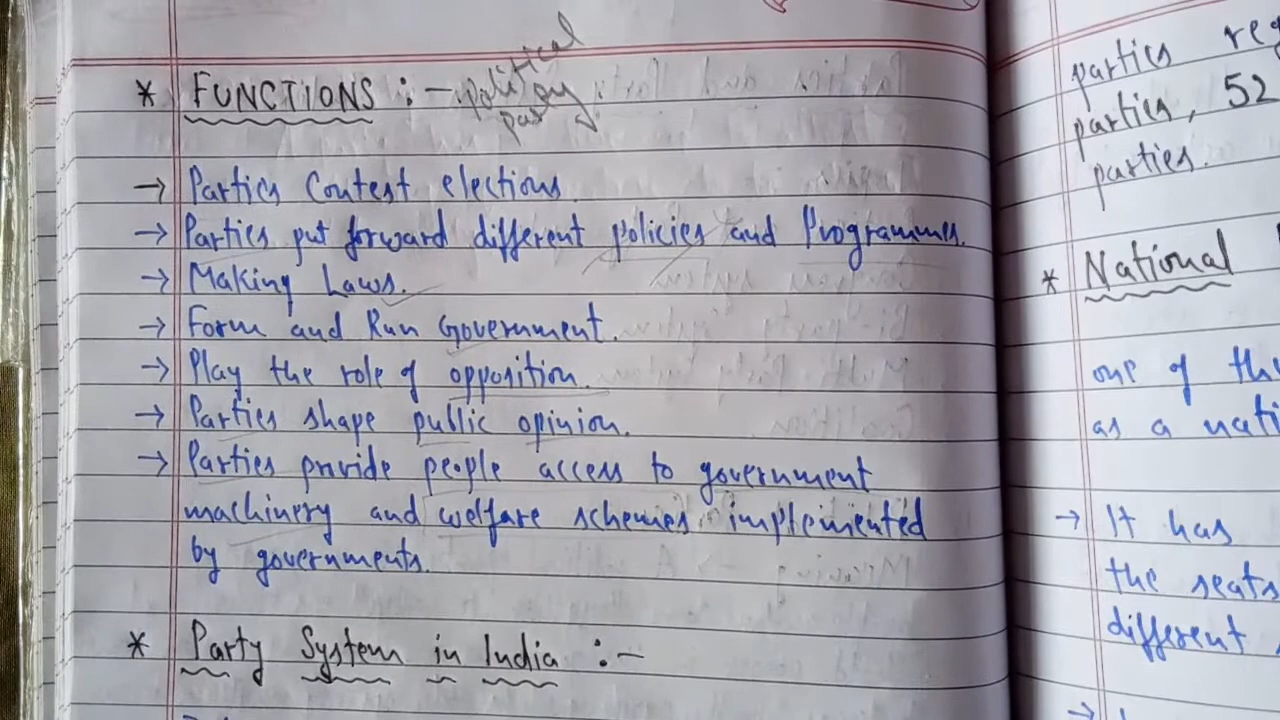 * FUNCTIONS :- political
party.
→ Parties Contest elections.
→ Parties put forward different policies and Programmes.
→ Making Laws.
→ Form and Run Government.
→ Play the role of opposition.
→ Parties shape public opinion.
→ Parties provide people access to government
machinery and welfare schemes implemented
by governments.
* Party System in India :-
parties
parties, 52
parties.
* National
one of
as a
→ It has
the seats
different